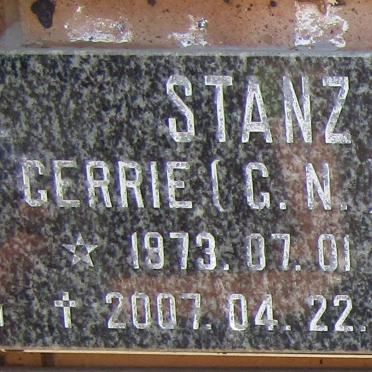 STANZ
GERRIE ( G. N.
☆ 1973. 07. 01
✝ 2007. 04. 22.